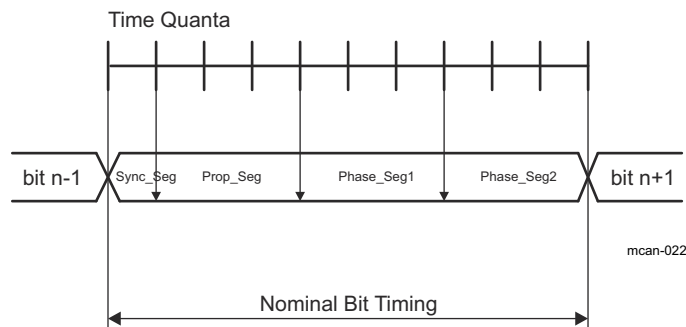 Time Quanta
bit n-1
Sync_Seg
Prop_Seg
Phase_Seg1
Phase_Seg2
bit n+1
mcan-022
Nominal Bit Timing